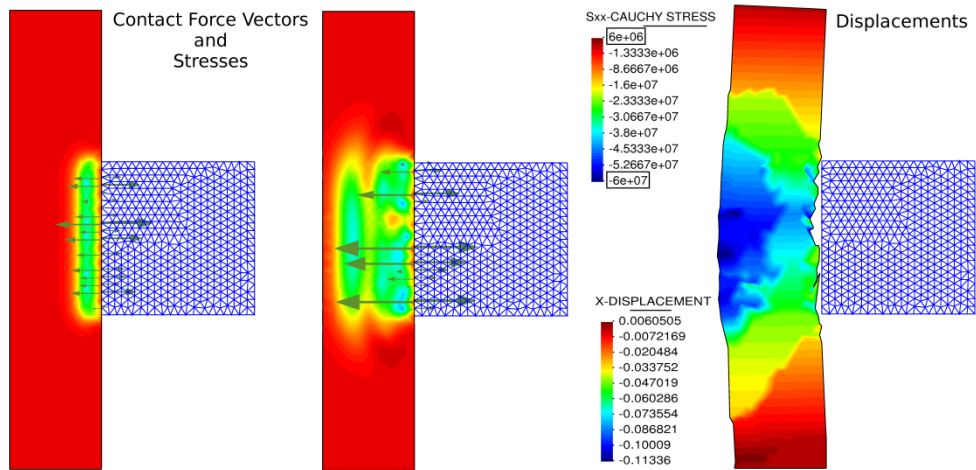 Contact Force Vectors
and
Stresses
Sxx-CAUCHY STRESS
6e+06
-1.3333e+06
-8.6667e+06
-1.6e+07
-2.3333e+07
-3.0667e+07
-3.8e+07
-4.5333e+07
-5.2667e+07
-6e+07
Displacements
X-DISPLACEMENT
0.0060505
-0.0072169
-0.020484
-0.033752
-0.047019
-0.060286
-0.073554
-0.086821
-0.10009
-0.11336